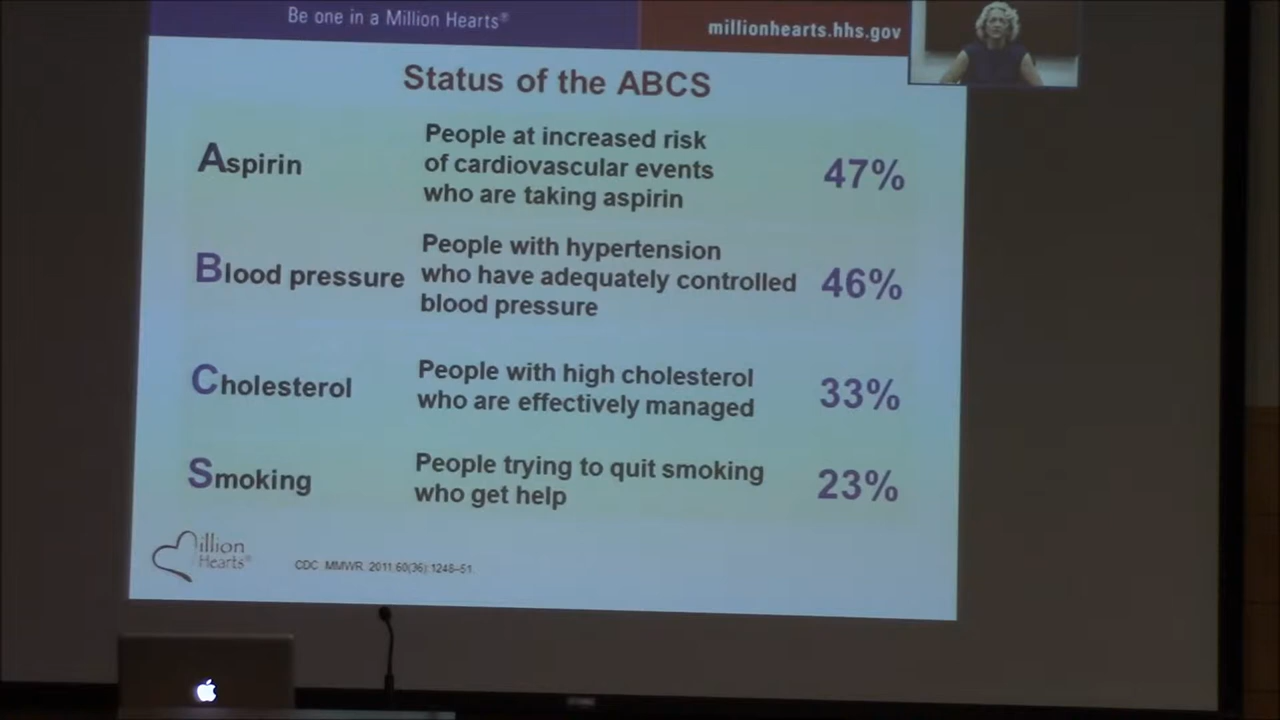 Be one in a Million Hearts®
millionhearts.hhs.gov
Status of the ABCS
Aspirin
People at increased risk
of cardiovascular events
who are taking aspirin
47%
Blood pressure
People with hypertension
who have adequately controlled
blood pressure
46%
Cholesterol
People with high cholesterol
who are effectively managed
33%
Smoking
People trying to quit smoking
who get help
23%
Million
Hearts®
CDC MMWR 2011:60(36):1248–51